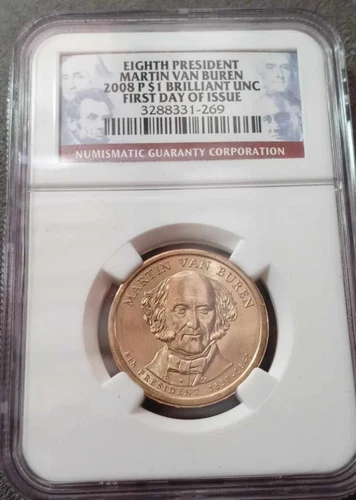 EIGHTH PRESIDENT
MARTIN VAN BUREN
2008 P $1 BRILLIANT UNC
FIRST DAY OF ISSUE
3288331-269
NUMISMATIC GUARANTY CORPORATION
MARTIN VAN BUREN
8TH PRESIDENT